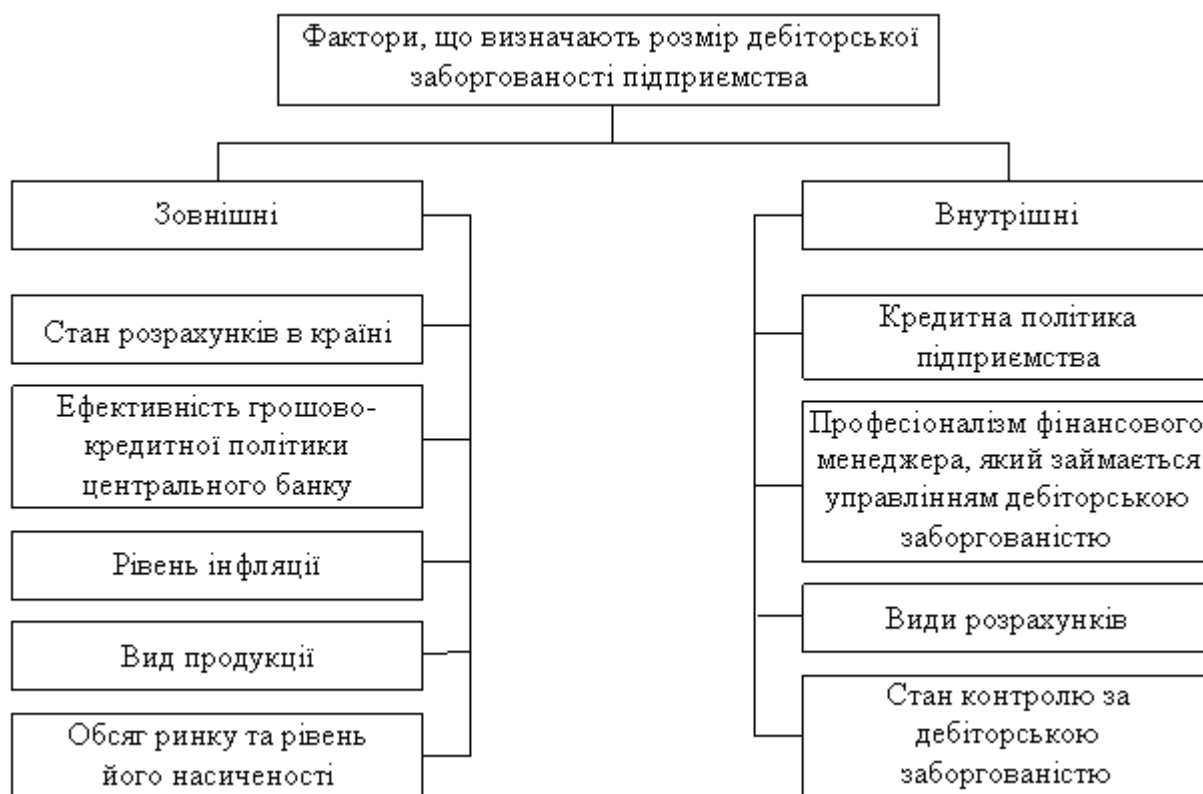 Фактори, що визначають розмір дебіторської
заборгованості підприємства
Зовнішні
Стан розрахунків в країні
Ефективність грошово-
кредитної політики
центрального банку
Рівень інфляції
Вид продукції
Обсяг ринку та рівень
його насиченості
Внутрішні
Кредитна політика
підприємства
Професіоналізм фінансового
менеджера, який займається
управлінням дебіторською
заборгованістю
Види розрахунків
Стан контролю за
дебіторською
заборгованістю